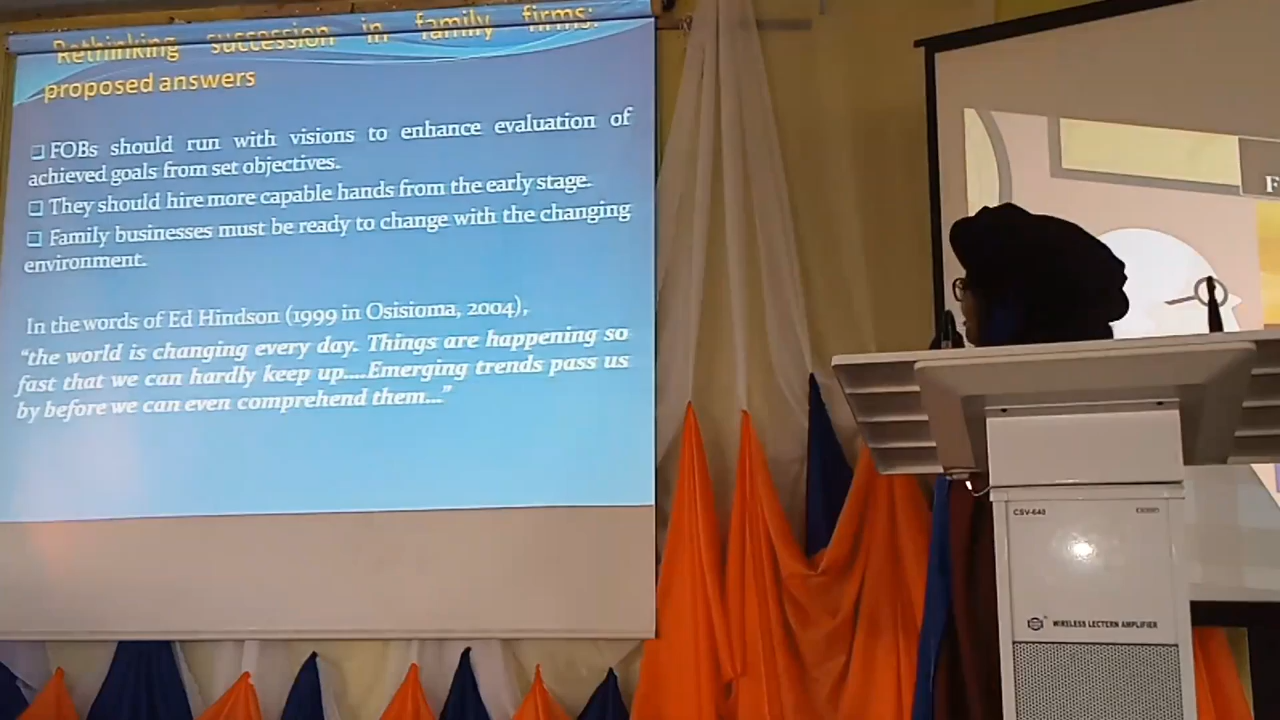 Rethinking succession in family firms:
proposed answers
❑ FOBs should run with visions to enhance evaluation of
achieved goals from set objectives.
❑ They should hire more capable hands from the early stage.
❑ Family businesses must be ready to change with the changing
environment.
In the words of Ed Hindson (1999 in Osisioma, 2004),
“the world is changing every day. Things are happening so
fast that we can hardly keep up....Emerging trends pass us
by before we can even comprehend them...”
F
CSV-640
WIRELESS LECTERN AMPLIFIER